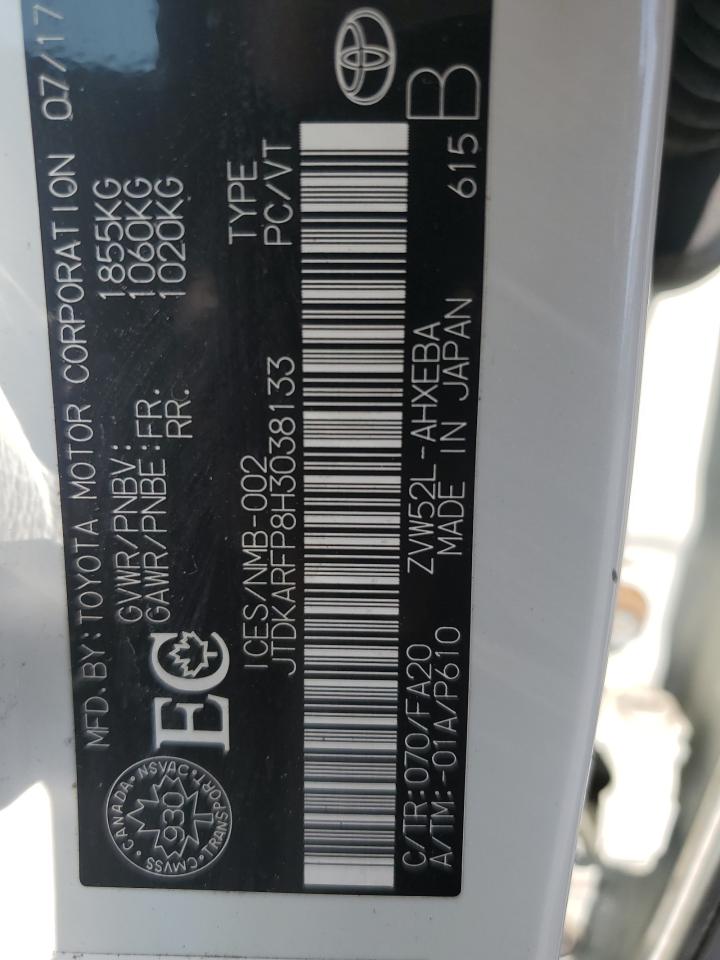 MFD.BY:TOYOTA MOTOR CORPORATION 07/17
GVWR/PNBV: 1855KG
GAWR/PNBE:FR. 1060KG
RR. 1020KG
CANADA · NSVAC · TRANSPORT · CMVSS
930
EC
ICES/NMB-002 TYPE
JTDKARFP8H3038133 PC/VT
C/TR:070/FA20 ZVW52L-AHXEBA
A/TM:-01A/P610 MADE IN JAPAN 615 B